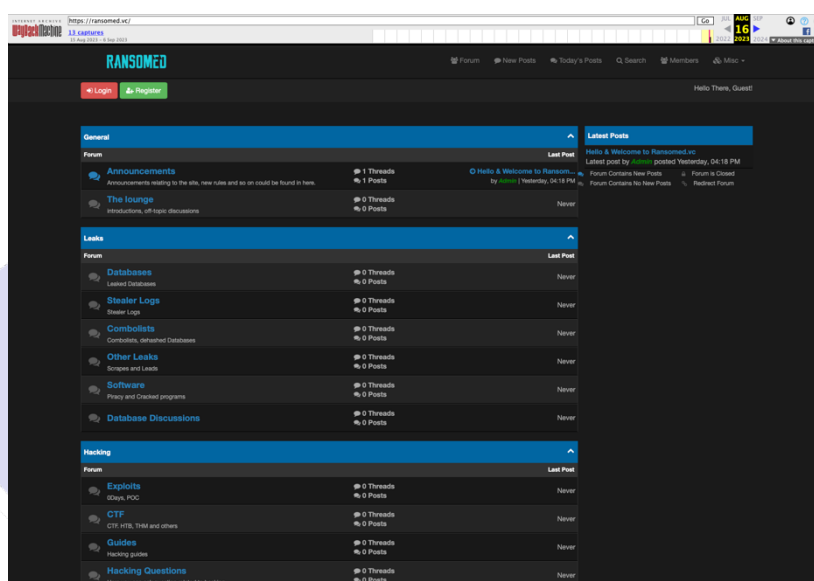 INTERNET ARCHIVE
WayBackMachine
https://ransomed.vc/
Go
JUL AUG SEP
13 captures
16
15 Aug 2023 – 6 Sep 2023
2022 2023 2024
About this capt
RANSOMED
Forum New Posts Today's Posts Search Members Misc
Login Register
Hello There, Guest!
General
Forum Last Post
Announcements
Announcements relating to the site, new rules and so on could be found in here.
1 Threads
1 Posts
Hello & Welcome to Ransom...
by Admin | Yesterday, 04:18 PM
The lounge
Introductions, off-topic discussions
0 Threads
0 Posts
Never
Latest Posts
Hello & Welcome to Ransomed.vc
Latest post by Admin posted Yesterday, 04:18 PM
Forum Contains New Posts Forum is Closed
Forum Contains No New Posts Redirect Forum
Leaks
Forum Last Post
Databases
Leaked Databases
0 Threads
0 Posts
Never
Stealer Logs
Stealer Logs
0 Threads
0 Posts
Never
Combolists
Combolists, dehashed Databases
0 Threads
0 Posts
Never
Other Leaks
Scrapes and Leads
0 Threads
0 Posts
Never
Software
Piracy and Cracked programs
0 Threads
0 Posts
Never
Database Discussions
0 Threads
0 Posts
Never
Hacking
Forum Last Post
Exploits
0Days, POC
0 Threads
0 Posts
Never
CTF
CTF. HTB, THM and others
0 Threads
0 Posts
Never
Guides
Hacking guides
0 Threads
0 Posts
Never
Hacking Questions
0 Threads
0 Posts
Never